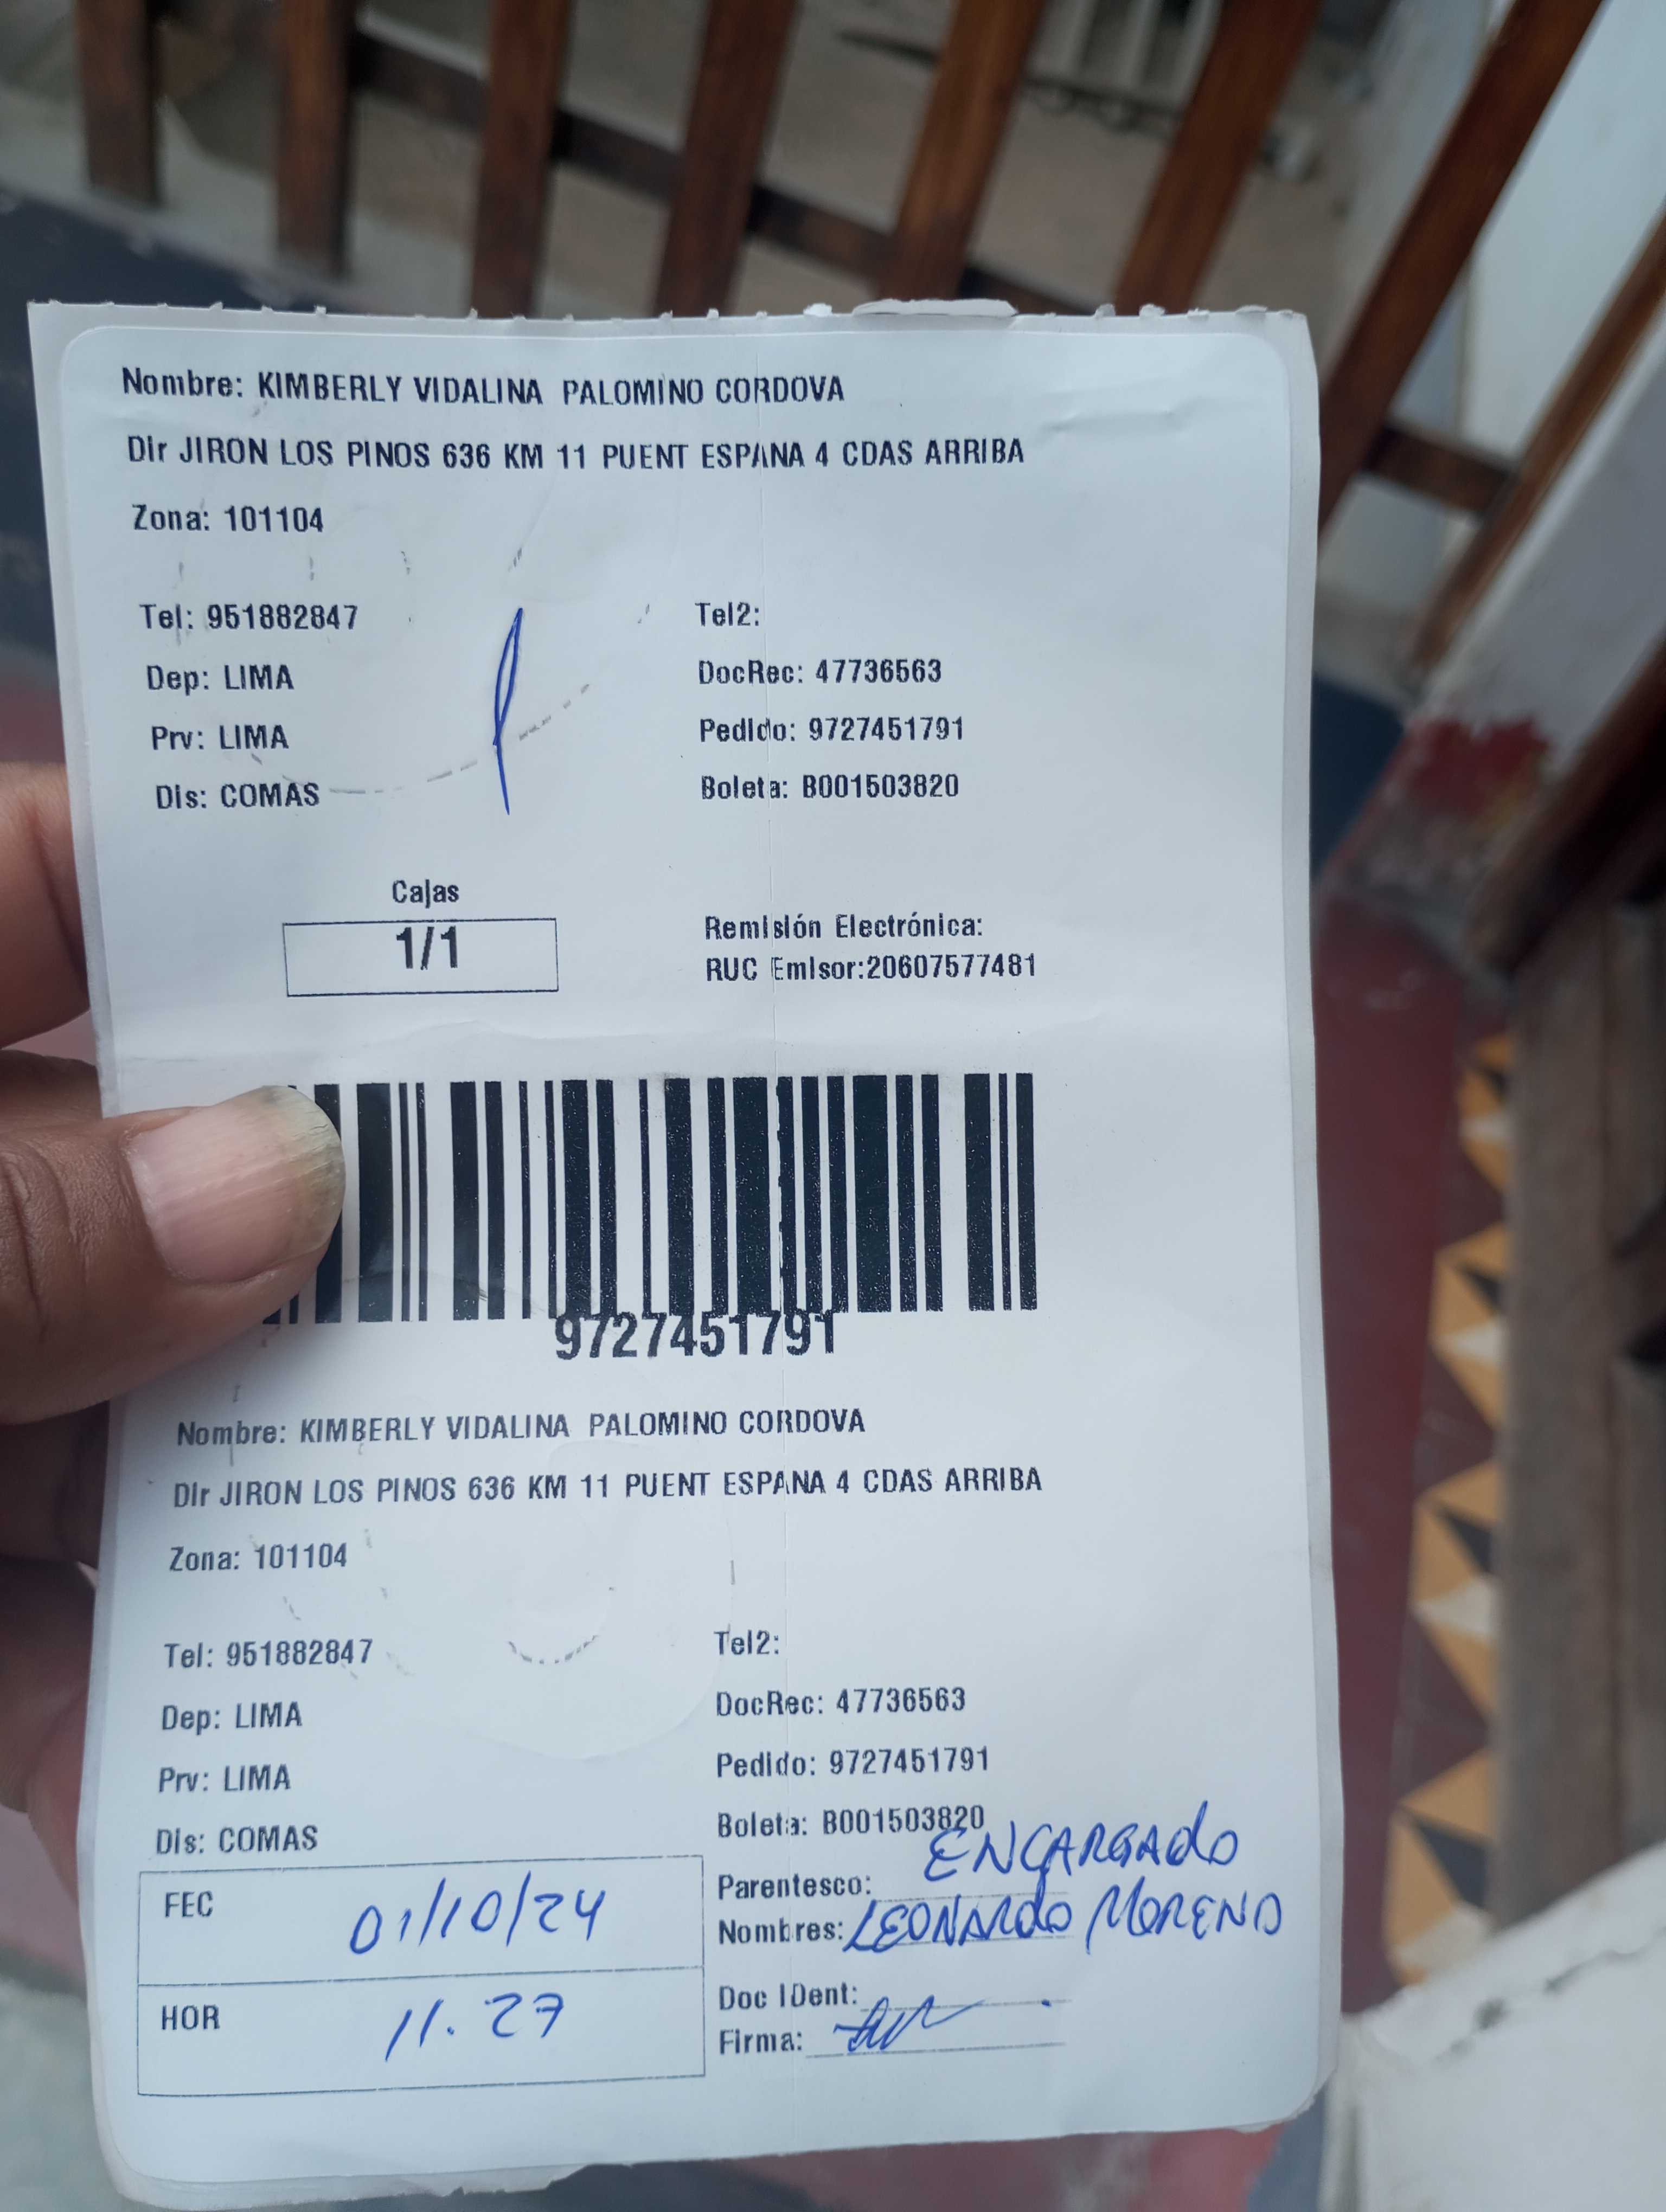 Nombre: KIMBERLY VIDALINA PALOMINO CORDOVA
Dir JIRON LOS PINOS 636 KM 11 PUENT ESPANA 4 CDAS ARRIBA
Zona: 101104
Tel: 951882847 Tel2:
Dep: LIMA DocRec: 47736563
Prv: LIMA Pedido: 9727451791
Dis: COMAS Boleta: B001503820
Cajas
1/1
Remisión Electrónica:
RUC Emisor:20607577481
9727451791
Nombre: KIMBERLY VIDALINA PALOMINO CORDOVA
Dir JIRON LOS PINOS 636 KM 11 PUENT ESPANA 4 CDAS ARRIBA
Zona: 101104
Tel: 951882847 Tel2:
Dep: LIMA DocRec: 47736563
Prv: LIMA Pedido: 9727451791
Dis: COMAS Boleta: B001503820
FEC 01/10/24 Parentesco: ENCARGADO
Nombres: LEONARDO MORENO
HOR 11.27 Doc IDent:
Firma: